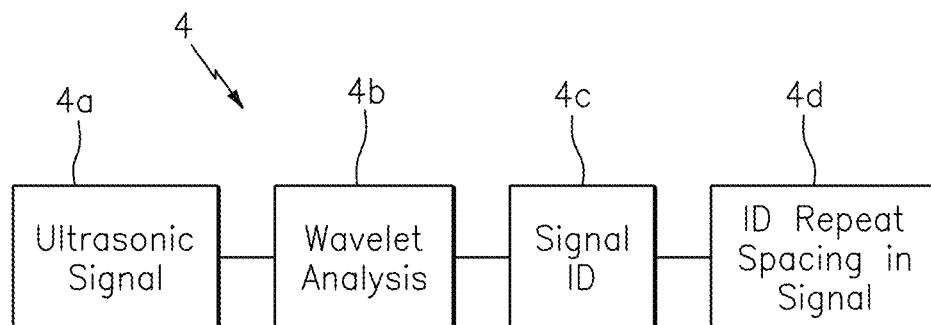 4
4a
4b
4c
4d
Ultrasonic
Signal
Wavelet
Analysis
Signal
ID
ID Repeat
Spacing in
Signal